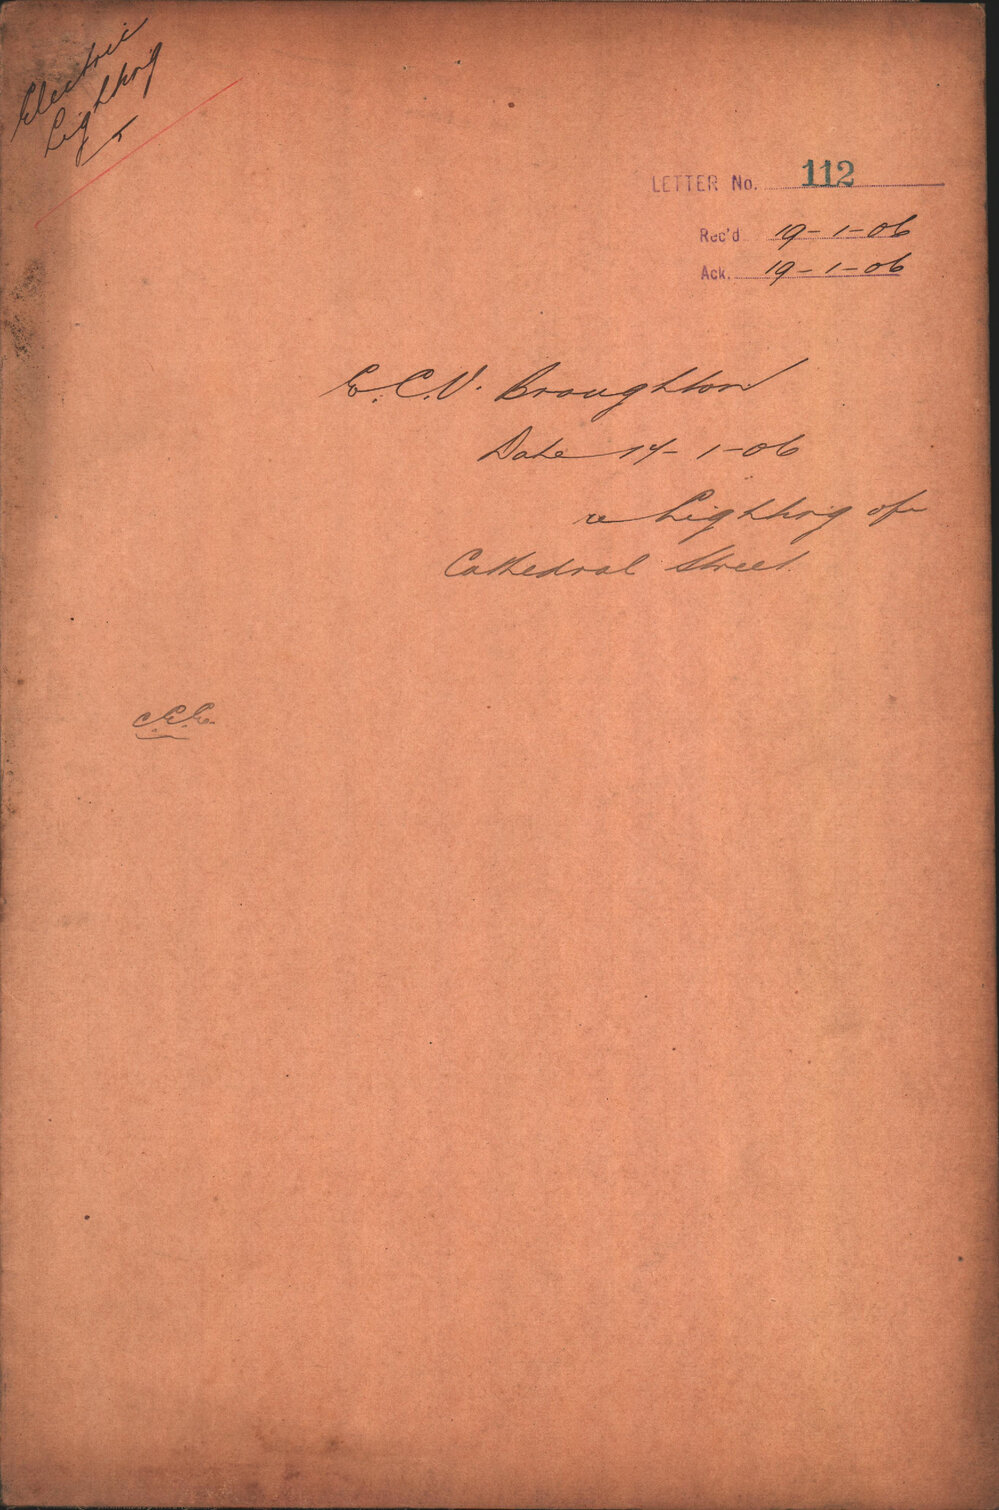 Electric
Lighting
LETTER No. 112
Rec'd 19-1-06
Ack. 19-1-06
E. C. V. Broughton
Date 17-1-06
re Lighting of
Cathedral Street.